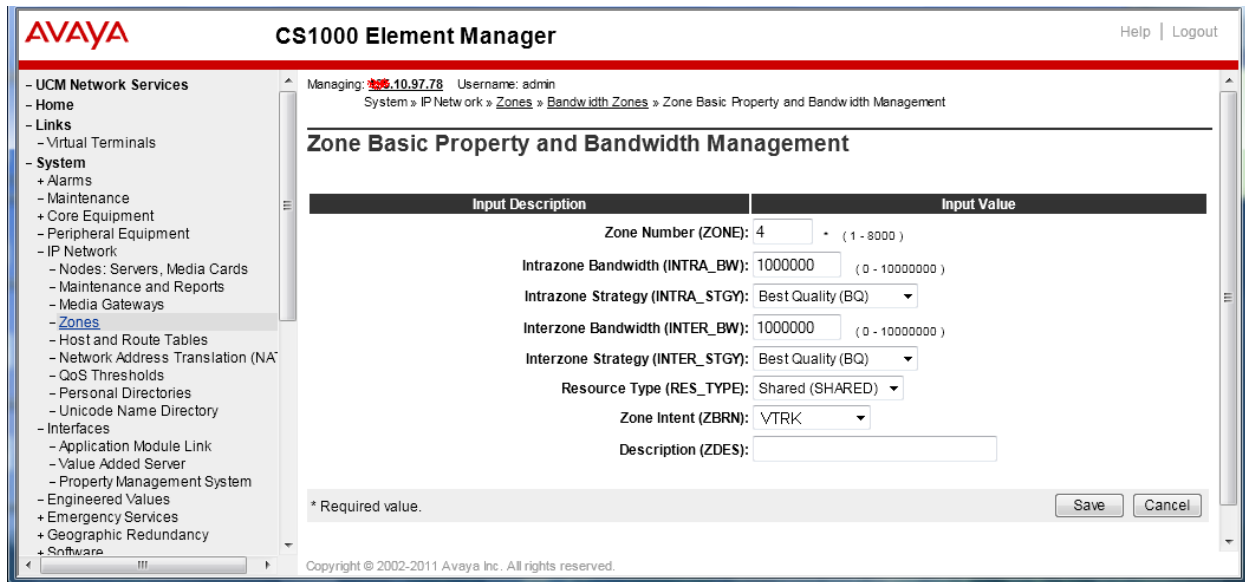 AVAYA
CS1000 Element Manager
Help | Logout
– UCM Network Services
– Home
– Links
– Virtual Terminals
– System
+ Alarms
– Maintenance
+ Core Equipment
– Peripheral Equipment
– IP Network
– Nodes: Servers, Media Cards
– Maintenance and Reports
– Media Gateways
– Zones
– Host and Route Tables
– Network Address Translation (NAT
– QoS Thresholds
– Personal Directories
– Unicode Name Directory
– Interfaces
– Application Module Link
– Value Added Server
– Property Management System
– Engineered Values
+ Emergency Services
+ Geographic Redundancy
+ Software
Managing: .10.97.78 Username: admin
System » IP Network » Zones » Bandwidth Zones » Zone Basic Property and Bandwidth Management
Zone Basic Property and Bandwidth Management
Input Description Input Value
Zone Number (ZONE): 4 * (1 - 8000)
Intrazone Bandwidth (INTRA_BW): 1000000 (0 - 10000000)
Intrazone Strategy (INTRA_STGY): Best Quality (BQ)
Interzone Bandwidth (INTER_BW): 1000000 (0 - 10000000)
Interzone Strategy (INTER_STGY): Best Quality (BQ)
Resource Type (RES_TYPE): Shared (SHARED)
Zone Intent (ZBRN): VTRK
Description (ZDES):
* Required value.
Save Cancel
Copyright © 2002-2011 Avaya Inc. All rights reserved.